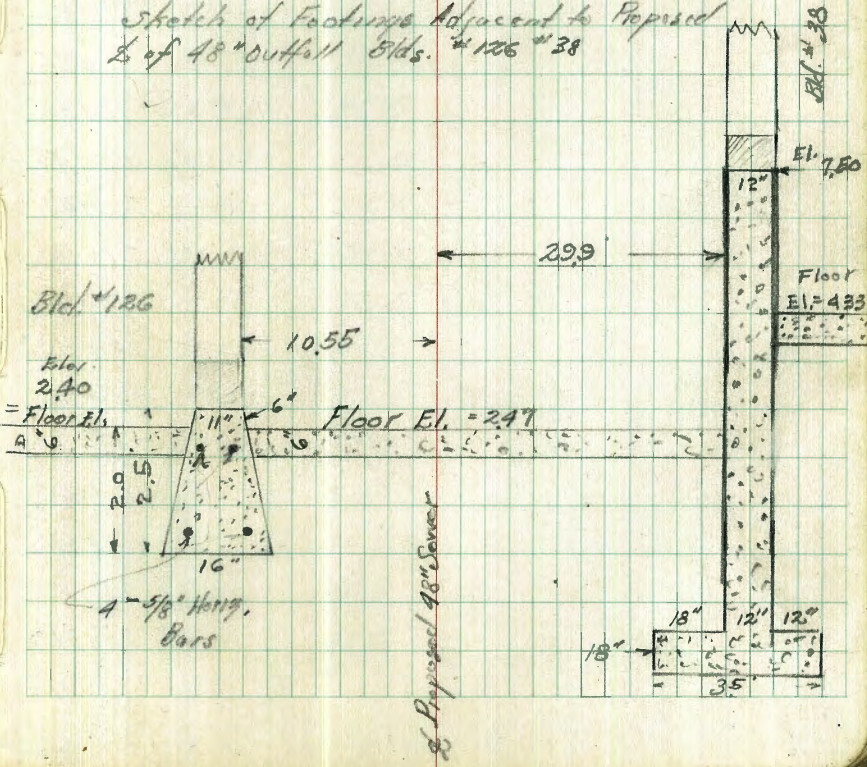 Sketch of Footings Adjacent to Proposed
℄ of 48" Outfall Blds. #126 #38
Bld. #38
El. 7.50
12"
29.9
Floor
El. = 4.33
Bld. #126
10.55
Elev.
2.40
= Floor El.
11"
6"
Floor El. = 2.47
6"
6"
2.0
2.5
16"
4 - 5/8" Horiz.
Bars
℄ Proposed 48" Sewer
18"
12"
12"
18"
3.5'